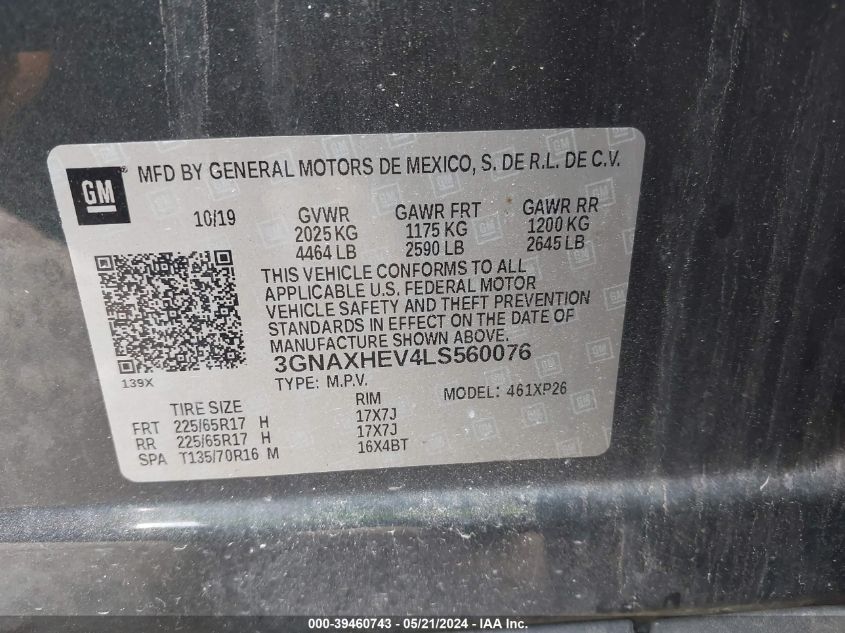 GM MFD BY GENERAL MOTORS DE MEXICO, S. DE R.L. DE C.V.
10/19 GVWR GAWR FRT GAWR RR
2025 KG 1175 KG 1200 KG
4464 LB 2590 LB 2645 LB
THIS VEHICLE CONFORMS TO ALL
APPLICABLE U.S. FEDERAL MOTOR
VEHICLE SAFETY AND THEFT PREVENTION
STANDARDS IN EFFECT ON THE DATE OF
MANUFACTURE SHOWN ABOVE.
139X 3GNAXHEV4LS560076
TYPE: M.P.V. MODEL: 461XP26
TIRE SIZE RIM
FRT 225/65R17 H 17X7J
RR 225/65R17 H 17X7J
SPA T135/70R16 M 16X4BT
000-39460743 / 05/21/2024 - IAA Inc.